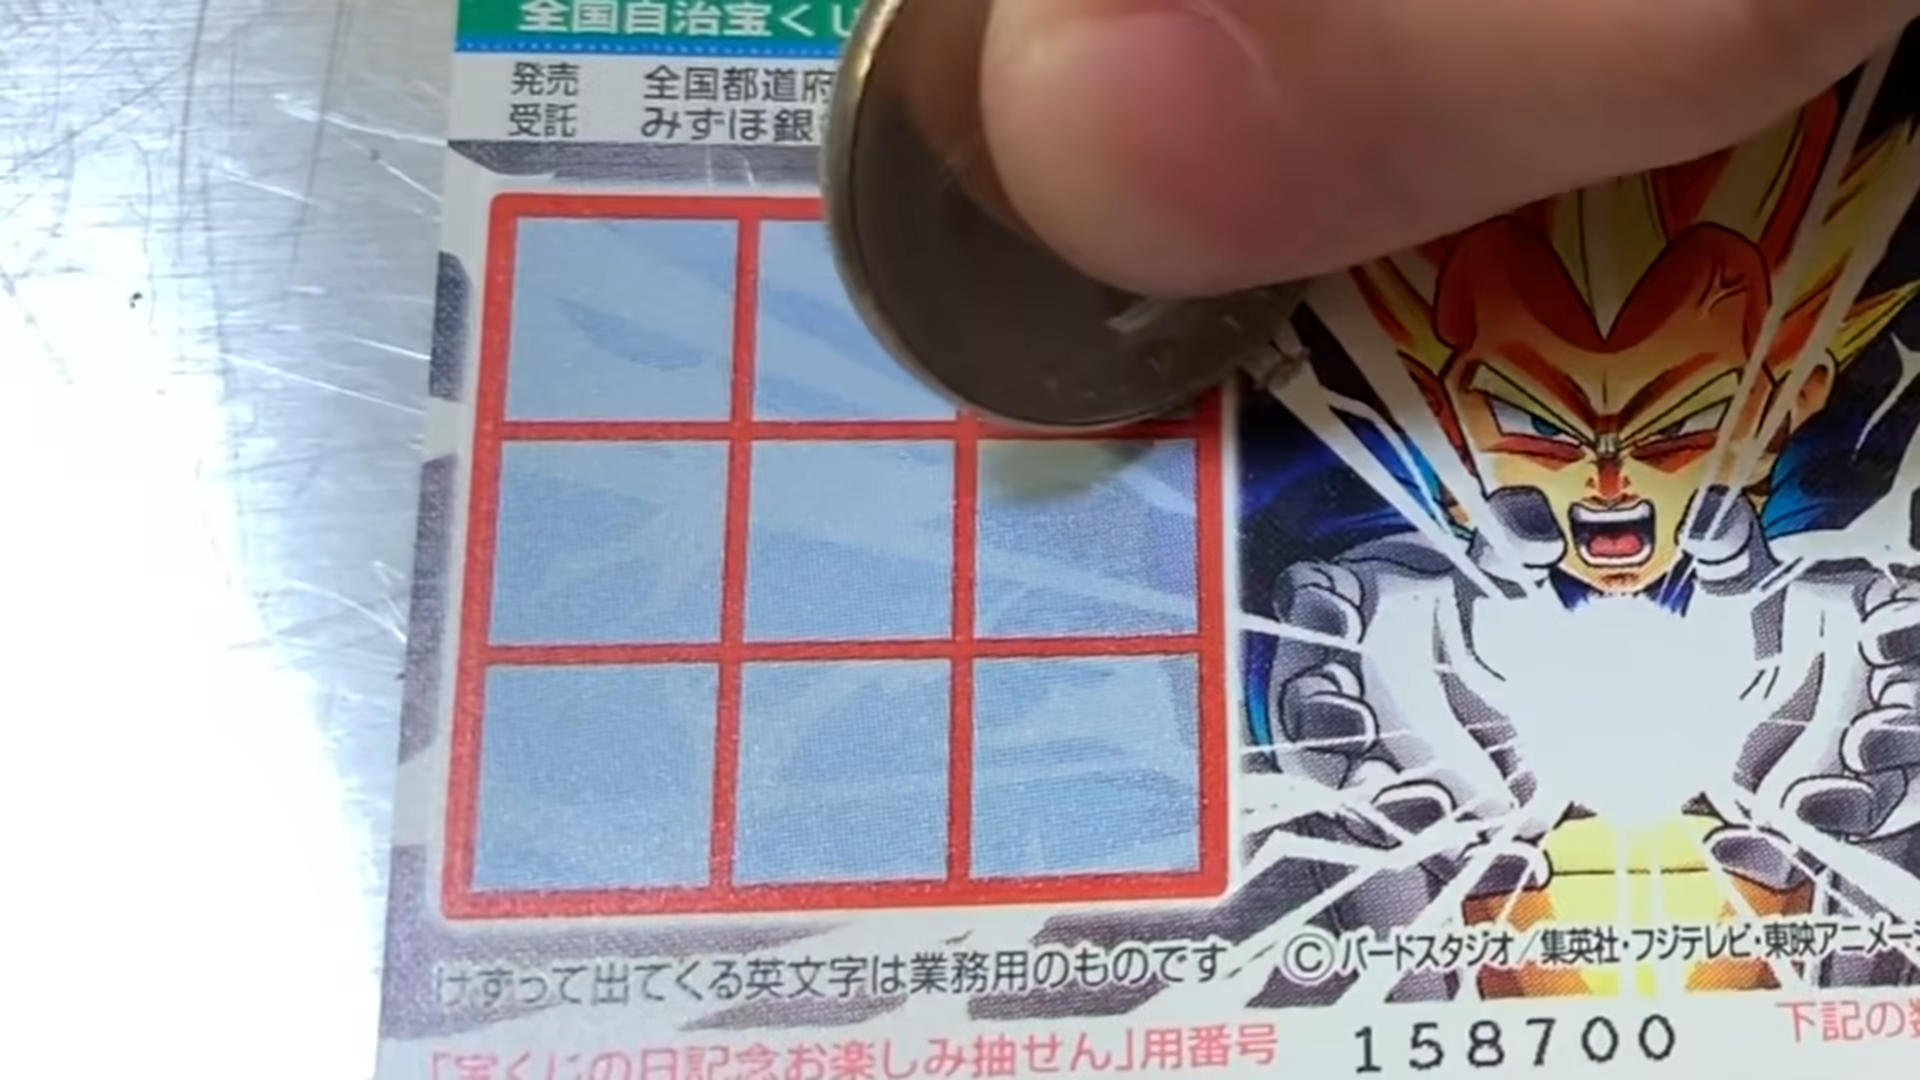 全国自治宝く
発売 全国都道府
受託 みずほ銀
けずって出てくる英文字は業務用のものです
©バードスタジオ/集英社・フジテレビ・東映アニメー
「宝くじの日記念お楽しみ抽せん」用番号 158700 下記の